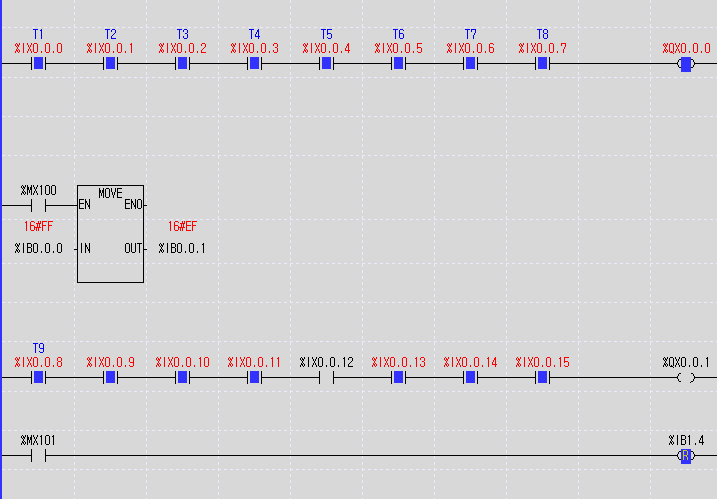 T1 T2 T3 T4 T5 T6 T7 T8
%IX0.0.0 %IX0.0.1 %IX0.0.2 %IX0.0.3 %IX0.0.4 %IX0.0.5 %IX0.0.6 %IX0.0.7 %QX0.0.0
%MX100 MOVE
EN ENO
16#FF 16#EF
%IB0.0.0 IN OUT %IB0.0.1
T9
%IX0.0.8 %IX0.0.9 %IX0.0.10 %IX0.0.11 %IX0.0.12 %IX0.0.13 %IX0.0.14 %IX0.0.15 %QX0.0.1
%MX101 %IB1.4
R